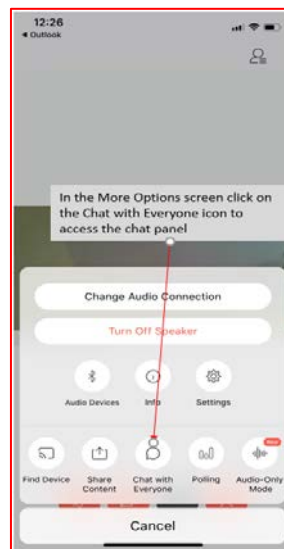 12:26
◀ Outlook
In the More Options screen click on
the Chat with Everyone icon to
access the chat panel
Change Audio Connection
Turn Off Speaker
Audio Devices
Info
Settings
New
Find Device
Share
Content
Chat with
Everyone
Polling
Audio-Only
Mode
Cancel